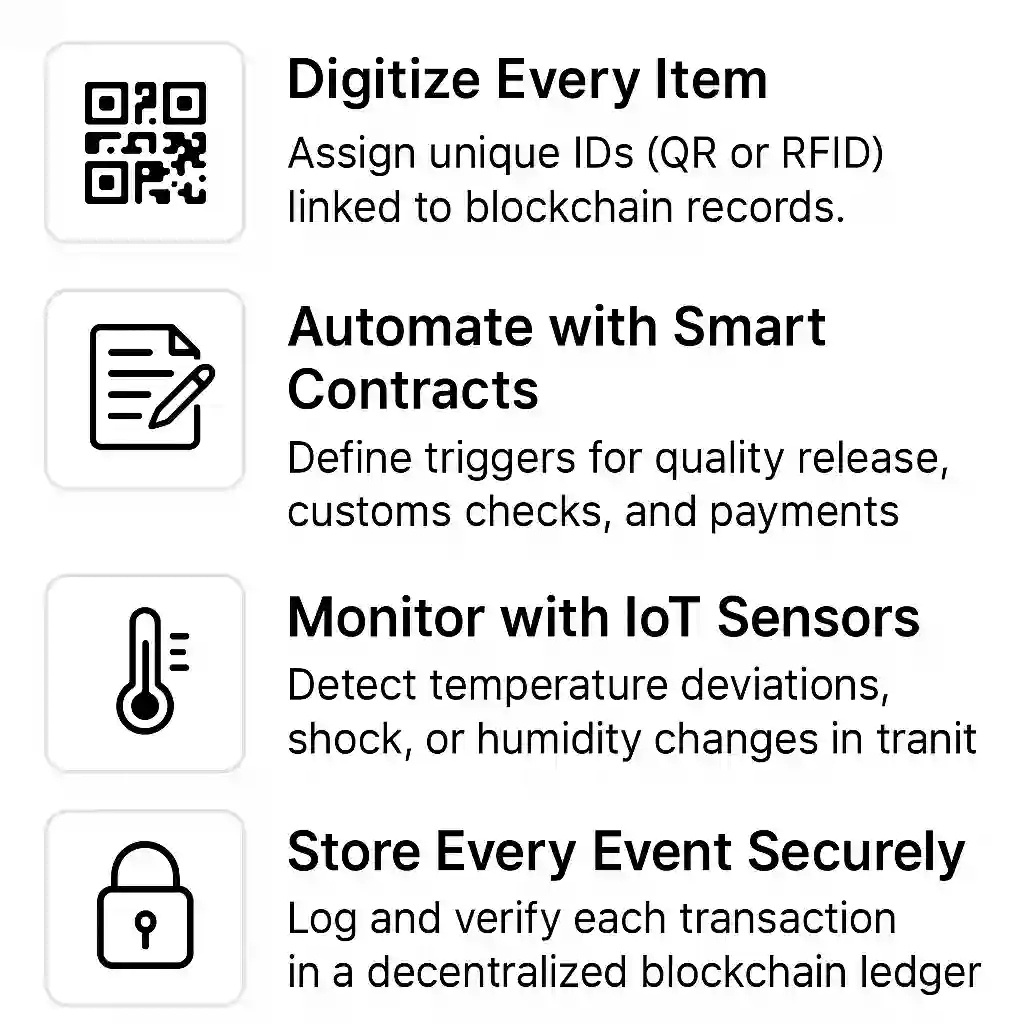 Digitize Every Item
Assign unique IDs (QR or RFID)
linked to blockchain records.
Automate with Smart
Contracts
Define triggers for quality release,
customs checks, and payments
Monitor with IoT Sensors
Detect temperature deviations,
shock, or humidity changes in tranit
Store Every Event Securely
Log and verify each transaction
in a decentralized blockchain ledger